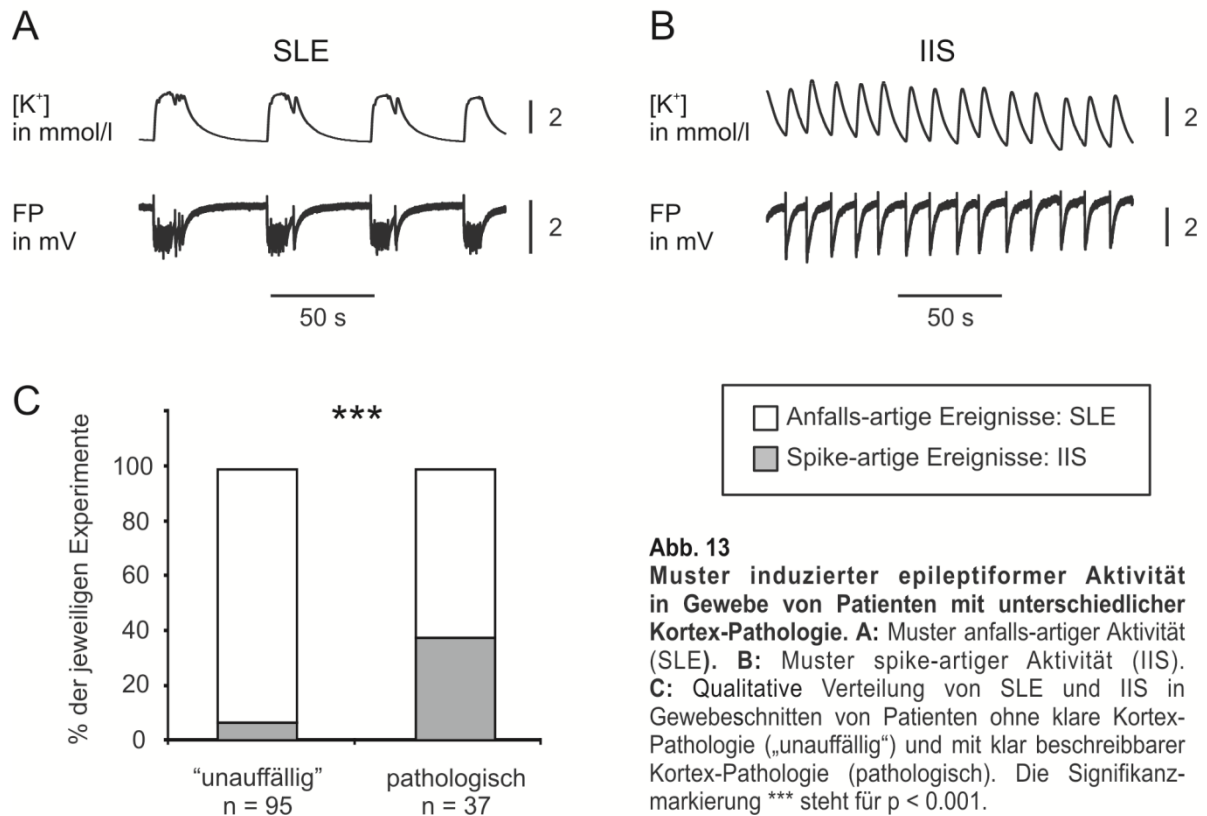 A
SLE
[K⁺]
in mmol/l
2
FP
in mV
2
50 s
B
IIS
[K⁺]
in mmol/l
2
FP
in mV
2
50 s
C
% der jeweiligen Experimente
100
80
60
40
20
0
***
“unauffällig”
n = 95
pathologisch
n = 37
Anfalls-artige Ereignisse: SLE
Spike-artige Ereignisse: IIS
Abb. 13
Muster induzierter epileptiformer Aktivität
in Gewebe von Patienten mit unterschiedlicher
Kortex-Pathologie. A: Muster anfalls-artiger Aktivität
(SLE). B: Muster spike-artiger Aktivität (IIS).
C: Qualitative Verteilung von SLE und IIS in
Gewebeschnitten von Patienten ohne klare Kortex-
Pathologie („unauffällig“) und mit klar beschreibbarer
Kortex-Pathologie (pathologisch). Die Signifikanz-
markierung *** steht für p < 0.001.